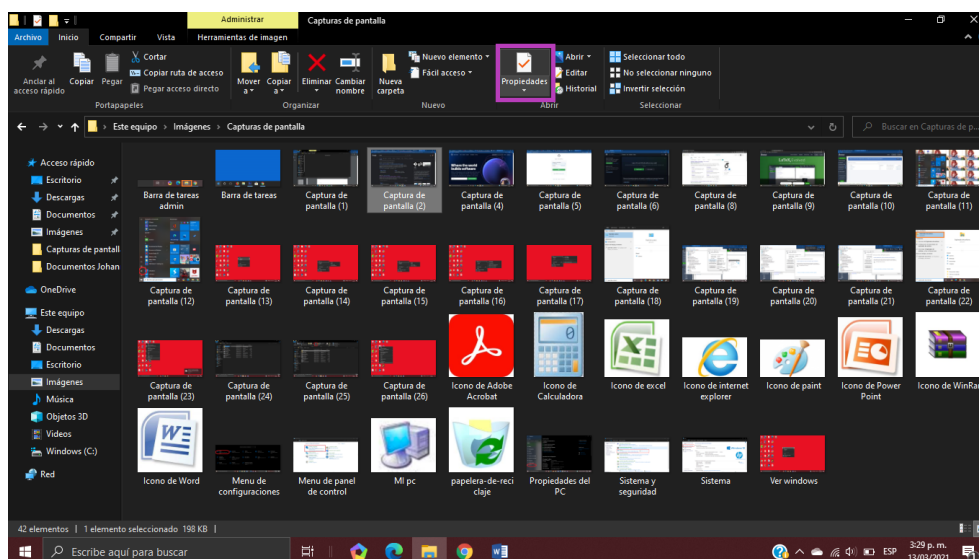 Administrar
Capturas de pantalla
Archivo Inicio Compartir Vista Herramientas de imagen
Anclar al acceso rápido
Copiar
Pegar
Cortar
Copiar ruta de acceso
Pegar acceso directo
Mover a
Copiar a
Eliminar
Cambiar nombre
Nueva carpeta
Nuevo elemento
Fácil acceso
Propiedades
Abrir
Editar
Historial
Seleccionar todo
No seleccionar ninguno
Invertir selección
Portapapeles Organizar Nuevo Abrir Seleccionar
Este equipo > Imágenes > Capturas de pantalla
Buscar en Capturas de p...
Acceso rápido
Escritorio
Descargas
Documentos
Imágenes
Capturas de pantall
Documentos Johan
OneDrive
Este equipo
Descargas
Documentos
Escritorio
Imágenes
Música
Objetos 3D
Videos
Windows (C:)
Red
Barra de tareas admin
Barra de tareas
Captura de pantalla (1)
Captura de pantalla (2)
Captura de pantalla (4)
Captura de pantalla (5)
Captura de pantalla (6)
Captura de pantalla (8)
Captura de pantalla (9)
Captura de pantalla (10)
Captura de pantalla (11)
Captura de pantalla (12)
Captura de pantalla (13)
Captura de pantalla (14)
Captura de pantalla (15)
Captura de pantalla (16)
Captura de pantalla (17)
Captura de pantalla (18)
Captura de pantalla (19)
Captura de pantalla (20)
Captura de pantalla (21)
Captura de pantalla (22)
Captura de pantalla (23)
Captura de pantalla (24)
Captura de pantalla (25)
Captura de pantalla (26)
Icono de Adobe Acrobat
Icono de Calculadora
Icono de excel
Icono de internet explorer
Icono de paint
Icono de Power Point
Icono de WinRar
Icono de Word
Menu de configuraciones
Menu de panel de control
MI pc
papelera-de-reci claje
Propiedades del PC
Sistema y seguridad
Sistema
Ver windows
42 elementos | 1 elemento seleccionado 198 KB |
Escribe aquí para buscar
ESP
3:29 p. m.
13/03/2021